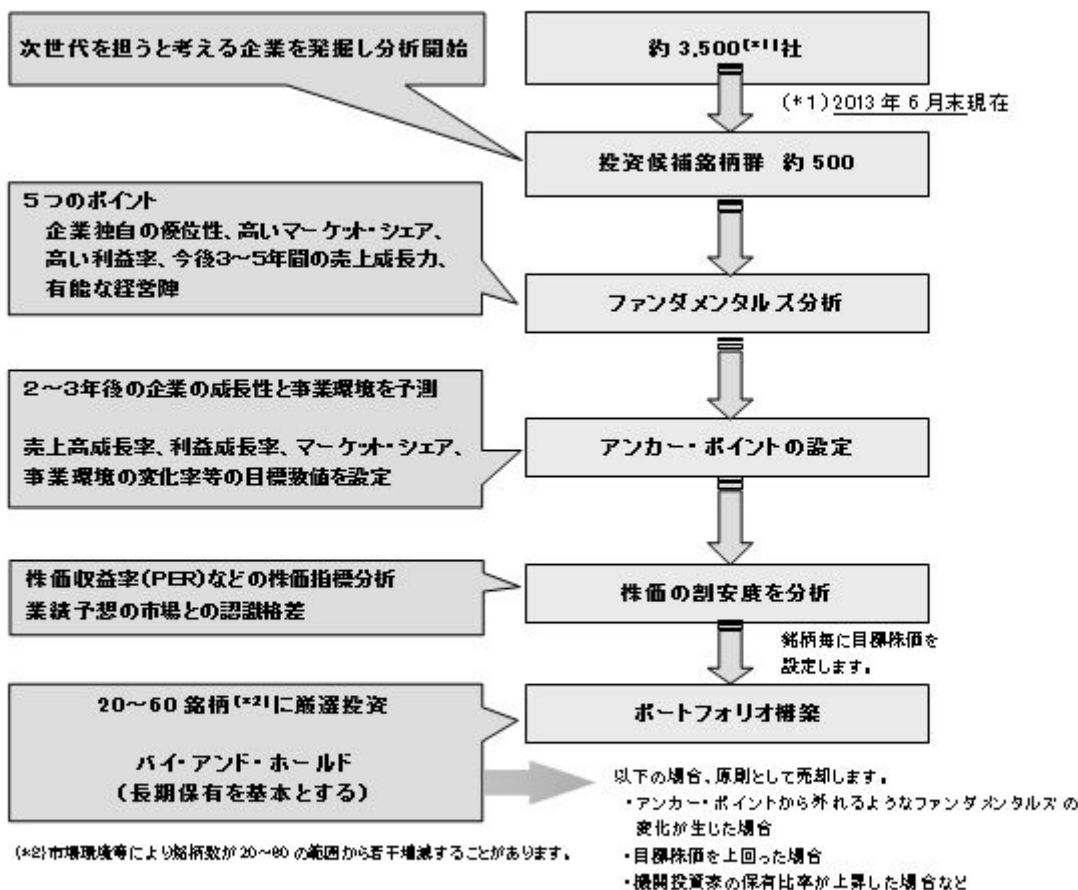 次世代を担うと考える企業を発掘し分析開始
約 3,500(*1)社
(*1)2013 年 6 月末現在
投資候補銘柄群 約 500
5つのポイント
企業独自の優位性、高いマーケット・シェア、
高い利益率、今後3～5年間の売上成長力、
有能な経営陣
ファンダメンタルズ分析
2～3年後の企業の成長性と事業環境を予測
売上高成長率、利益成長率、マーケット・シェア、
事業環境の変化率等の目標数値を設定
アンカー・ポイントの設定
株価収益率(PER)などの株価指標分析
業績予想の市場との認識格差
株価の割安度を分析
銘柄毎に目標株価を
設定します。
20～60 銘柄(*2)に厳選投資
バイ・アンド・ホールド
(長期保有を基本とする)
ポートフォリオ構築
以下の場合、原則として売却します。
・アンカー・ポイントから外れるようなファンダメンタルズの
変化が生じた場合
・目標株価を上回った場合
・機関投資家の保有比率が上昇した場合など
(*2)市場環境等により銘柄数が 20～60 の範囲から若干増減することがあります。